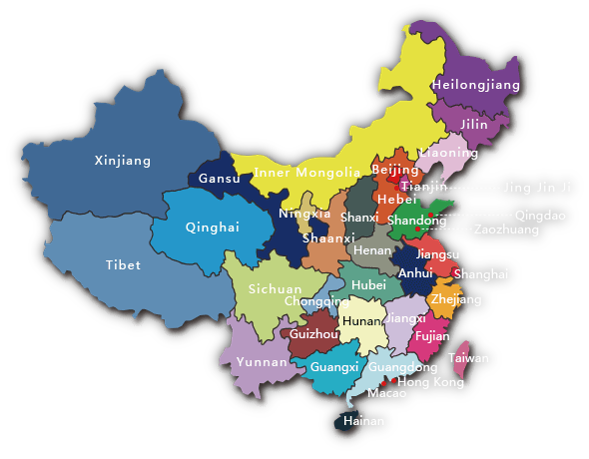 Heilongjiang
Jilin
Liaoning
Xinjiang
Inner Mongolia
Beijing
Gansu
Tianjin
Jing Jin Ji
Hebei
Ningxia
Shanxi
Shandong
Qingdao
Qinghai
Zaozhuang
Shaanxi
Henan
Jiangsu
Tibet
Anhui
Shanghai
Sichuan
Hubei
Chongqing
Zhejiang
Hunan
Jiangxi
Guizhou
Fujian
Yunnan
Guangxi
Guangdong
Taiwan
Hong Kong
Macao
Hainan